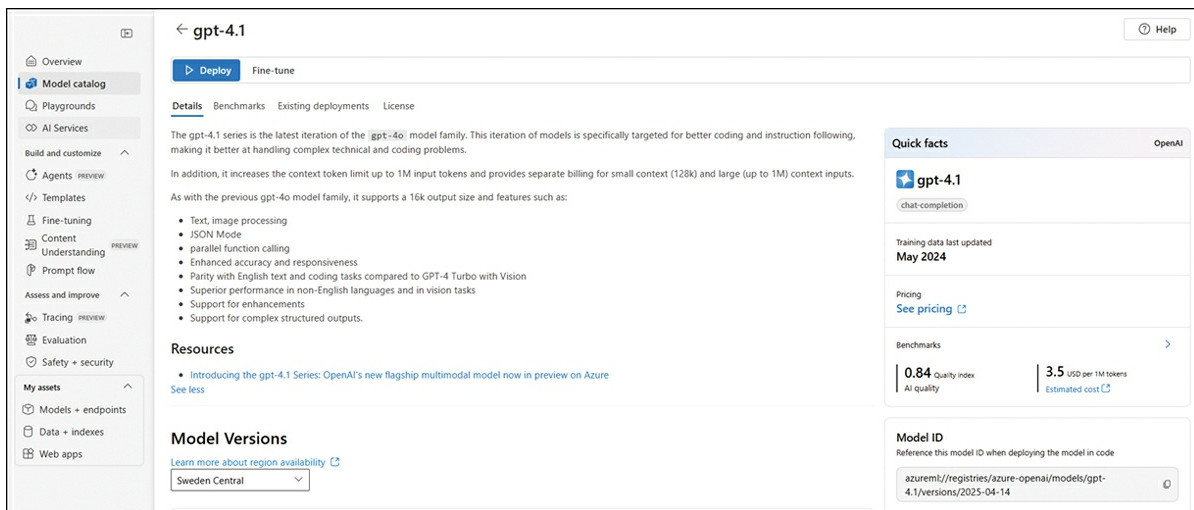 gpt-4.1
Help
Overview
Model catalog
Playgrounds
AI Services
Build and customize
Agents PREVIEW
Templates
Fine-tuning
Content
Understanding PREVIEW
Prompt flow
Assess and improve
Tracing PREVIEW
Evaluation
Safety + security
My assets
Models + endpoints
Data + indexes
Web apps
Deploy Fine-tune
Details Benchmarks Existing deployments License
The gpt-4.1 series is the latest iteration of the gpt-4o model family. This iteration of models is specifically targeted for better coding and instruction following,
making it better at handling complex technical and coding problems.
In addition, it increases the context token limit up to 1M input tokens and provides separate billing for small context (128k) and large (up to 1M) context inputs.
As with the previous gpt-4o model family, it supports a 16k output size and features such as:
• Text, image processing
• JSON Mode
• parallel function calling
• Enhanced accuracy and responsiveness
• Parity with English text and coding tasks compared to GPT-4 Turbo with Vision
• Superior performance in non-English languages and in vision tasks
• Support for enhancements
• Support for complex structured outputs.
Resources
• Introducing the gpt-4.1 Series: OpenAI's new flagship multimodal model now in preview on Azure
See less
Model Versions
Learn more about region availability
Sweden Central
Quick facts OpenAI
gpt-4.1
chat-completion
Training data last updated
May 2024
Pricing
See pricing
Benchmarks
0.84 Quality index
AI quality
3.5 USD per 1M tokens
Estimated cost
Model ID
Reference this model ID when deploying the model in code
azureml://registries/azure-openai/models/gpt-
4.1/versions/2025-04-14